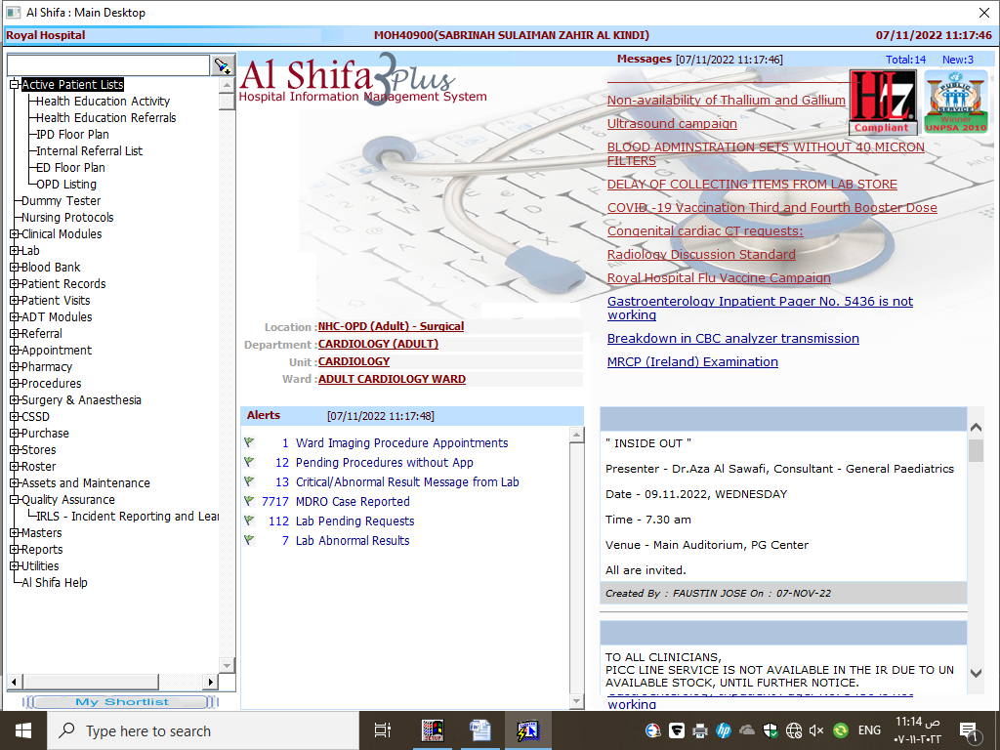 Al Shifa : Main Desktop
Royal Hospital
MOH40900(SABRINAH SULAIMAN ZAHIR AL KINDI)
07/11/2022 11:17:46
Active Patient Lists
Health Education Activity
Health Education Referrals
IPD Floor Plan
Internal Referral List
ED Floor Plan
OPD Listing
Dummy Tester
Nursing Protocols
Clinical Modules
Lab
Blood Bank
Patient Records
Patient Visits
ADT Modules
Referral
Appointment
Pharmacy
Procedures
Surgery & Anaesthesia
CSSD
Purchase
Stores
Roster
Assets and Maintenance
Quality Assurance
IRLS - Incident Reporting and Lear
Masters
Reports
Utilities
Al Shifa Help
My Shortlist
Al Shifa 3 Plus
Hospital Information Management System
Messages [07/11/2022 11:17:46]
Total:14 New:3
Non-availability of Thallium and Gallium
Ultrasound campaign
BLOOD ADMINSTRATION SETS WITHOUT 40 MICRON
FILTERS
DELAY OF COLLECTING ITEMS FROM LAB STORE
COVID -19 Vaccination Third and Fourth Booster Dose
Congenital cardiac CT requests:
Radiology Discussion Standard
Royal Hospital Flu Vaccine Campaign
Gastroenterology Inpatient Pager No. 5436 is not
working
Breakdown in CBC analyzer transmission
MRCP (Ireland) Examination
HL7
Compliant
PUBLIC
SERVICE
Winner
UNPSA 2010
Location : NHC-OPD (Adult) - Surgical
Department : CARDIOLOGY (ADULT)
Unit : CARDIOLOGY
Ward : ADULT CARDIOLOGY WARD
Alerts [07/11/2022 11:17:48]
1 Ward Imaging Procedure Appointments
12 Pending Procedures without App
13 Critical/Abnormal Result Message from Lab
7717 MDRO Case Reported
112 Lab Pending Requests
7 Lab Abnormal Results
" INSIDE OUT "
Presenter - Dr.Aza Al Sawafi, Consultant - General Paediatrics
Date - 09.11.2022, WEDNESDAY
Time - 7.30 am
Venue - Main Auditorium, PG Center
All are invited.
Created By : FAUSTIN JOSE On : 07-NOV-22
TO ALL CLINICIANS,
PICC LINE SERVICE IS NOT AVAILABLE IN THE IR DUE TO UN
AVAILABLE STOCK, UNTIL FURTHER NOTICE.
working
Type here to search
ENG
11:14 ص
٠٧-١١-٢٠٢٢
1